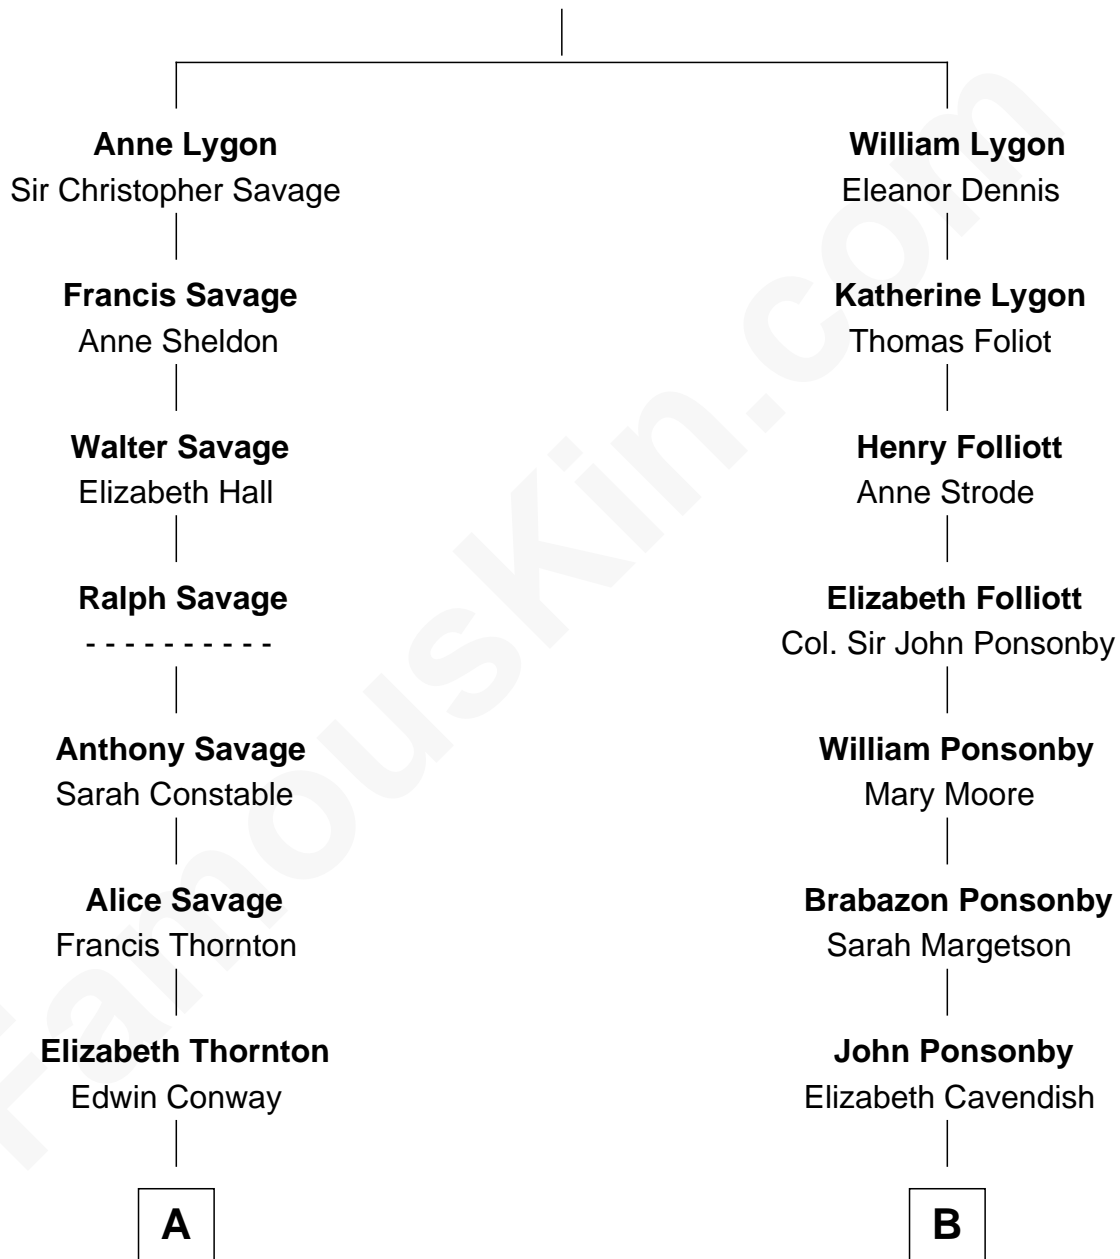 Anne Lygon
Sir Christopher Savage
William Lygon
Eleanor Dennis
Francis Savage
Anne Sheldon
Katherine Lygon
Thomas Foliot
Walter Savage
Elizabeth Hall
Henry Folliott
Anne Strode
Ralph Savage
- - - - - - - - - -
Elizabeth Folliott
Col. Sir John Ponsonby
Anthony Savage
Sarah Constable
William Ponsonby
Mary Moore
Alice Savage
Francis Thornton
Brabazon Ponsonby
Sarah Margetson
Elizabeth Thornton
Edwin Conway
John Ponsonby
Elizabeth Cavendish
A
B
FamousKin.com